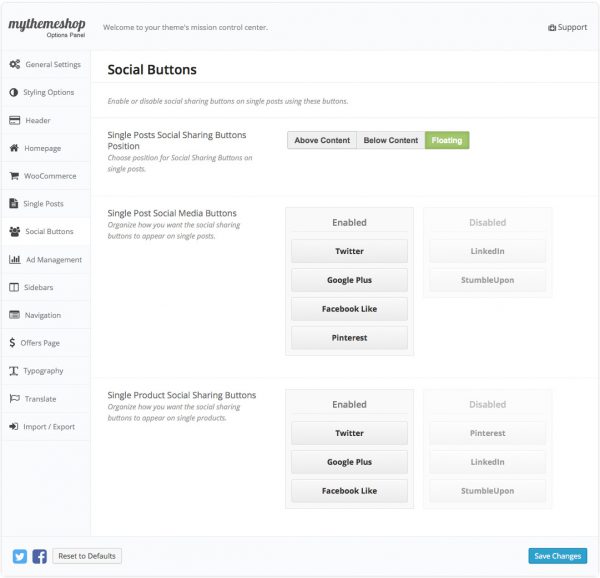 mythemeshop
Options Panel
Welcome to your theme's mission control center.
Support
General Settings
Styling Options
Header
Homepage
WooCommerce
Single Posts
Social Buttons
Ad Management
Sidebars
Navigation
Offers Page
Typography
Translate
Import / Export
Social Buttons
Enable or disable social sharing buttons on single posts using these buttons.
Single Posts Social Sharing Buttons
Position
Choose position for Social Sharing Buttons on
single posts.
Above Content
Below Content
Floating
Single Post Social Media Buttons
Organize how you want the social sharing
buttons to appear on single posts.
Enabled
Twitter
Google Plus
Facebook Like
Pinterest
Disabled
LinkedIn
StumbleUpon
Single Product Social Sharing Buttons
Organize how you want the social sharing
buttons to appear on single products.
Enabled
Twitter
Google Plus
Facebook Like
Disabled
Pinterest
LinkedIn
StumbleUpon
Reset to Defaults
Save Changes